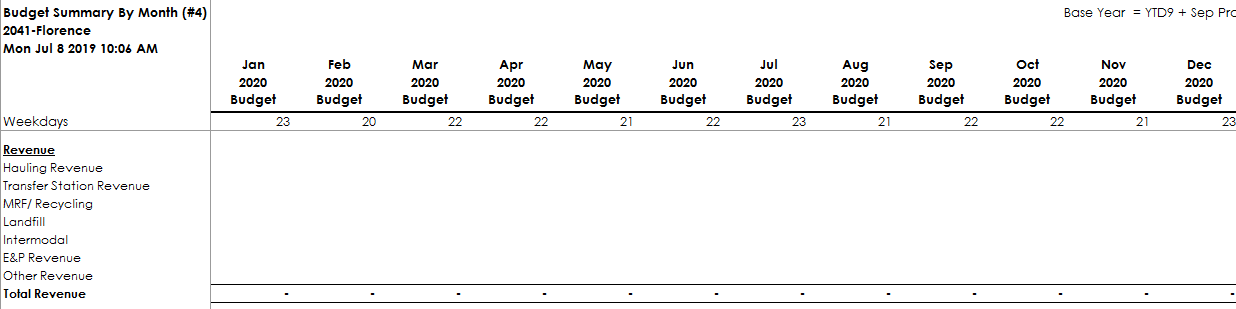 Budget Summary By Month (#4) Base Year = YTD9 + Sep Pro
2041-Florence
Mon Jul 8 2019 10:06 AM
Jan Feb Mar Apr May Jun Jul Aug Sep Oct Nov Dec
2020 2020 2020 2020 2020 2020 2020 2020 2020 2020 2020 2020
Budget Budget Budget Budget Budget Budget Budget Budget Budget Budget Budget Budget
Weekdays 23 20 22 22 21 22 23 21 22 22 21 23
Revenue
Hauling Revenue
Transfer Station Revenue
MRF/ Recycling
Landfill
Intermodal
E&P Revenue
Other Revenue
Total Revenue - - - - - - - - - - - -